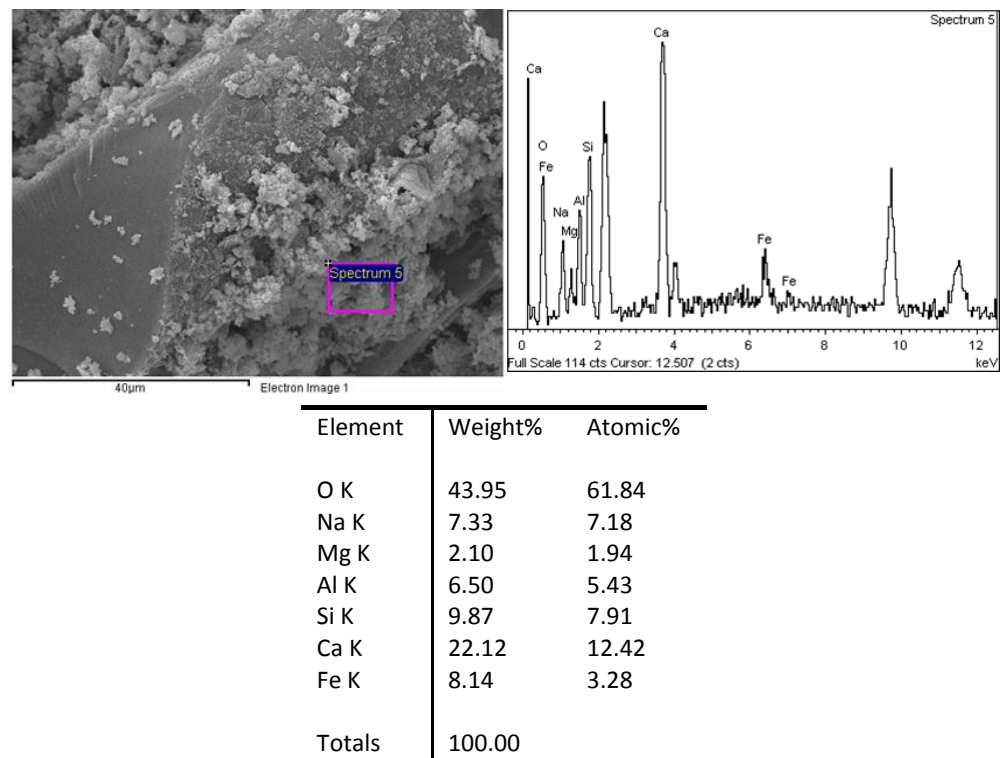 Spectrum 5
40µm
Electron Image 1
Spectrum 5
Ca
Ca
O
Fe
Na
Mg
Al
Si
Fe
Fe
0 2 4 6 8 10 12
Full Scale 114 cts Cursor: 12.507 (2 cts) keV
Element Weight% Atomic%
O K 43.95 61.84
Na K 7.33 7.18
Mg K 2.10 1.94
Al K 6.50 5.43
Si K 9.87 7.91
Ca K 22.12 12.42
Fe K 8.14 3.28
Totals 100.00